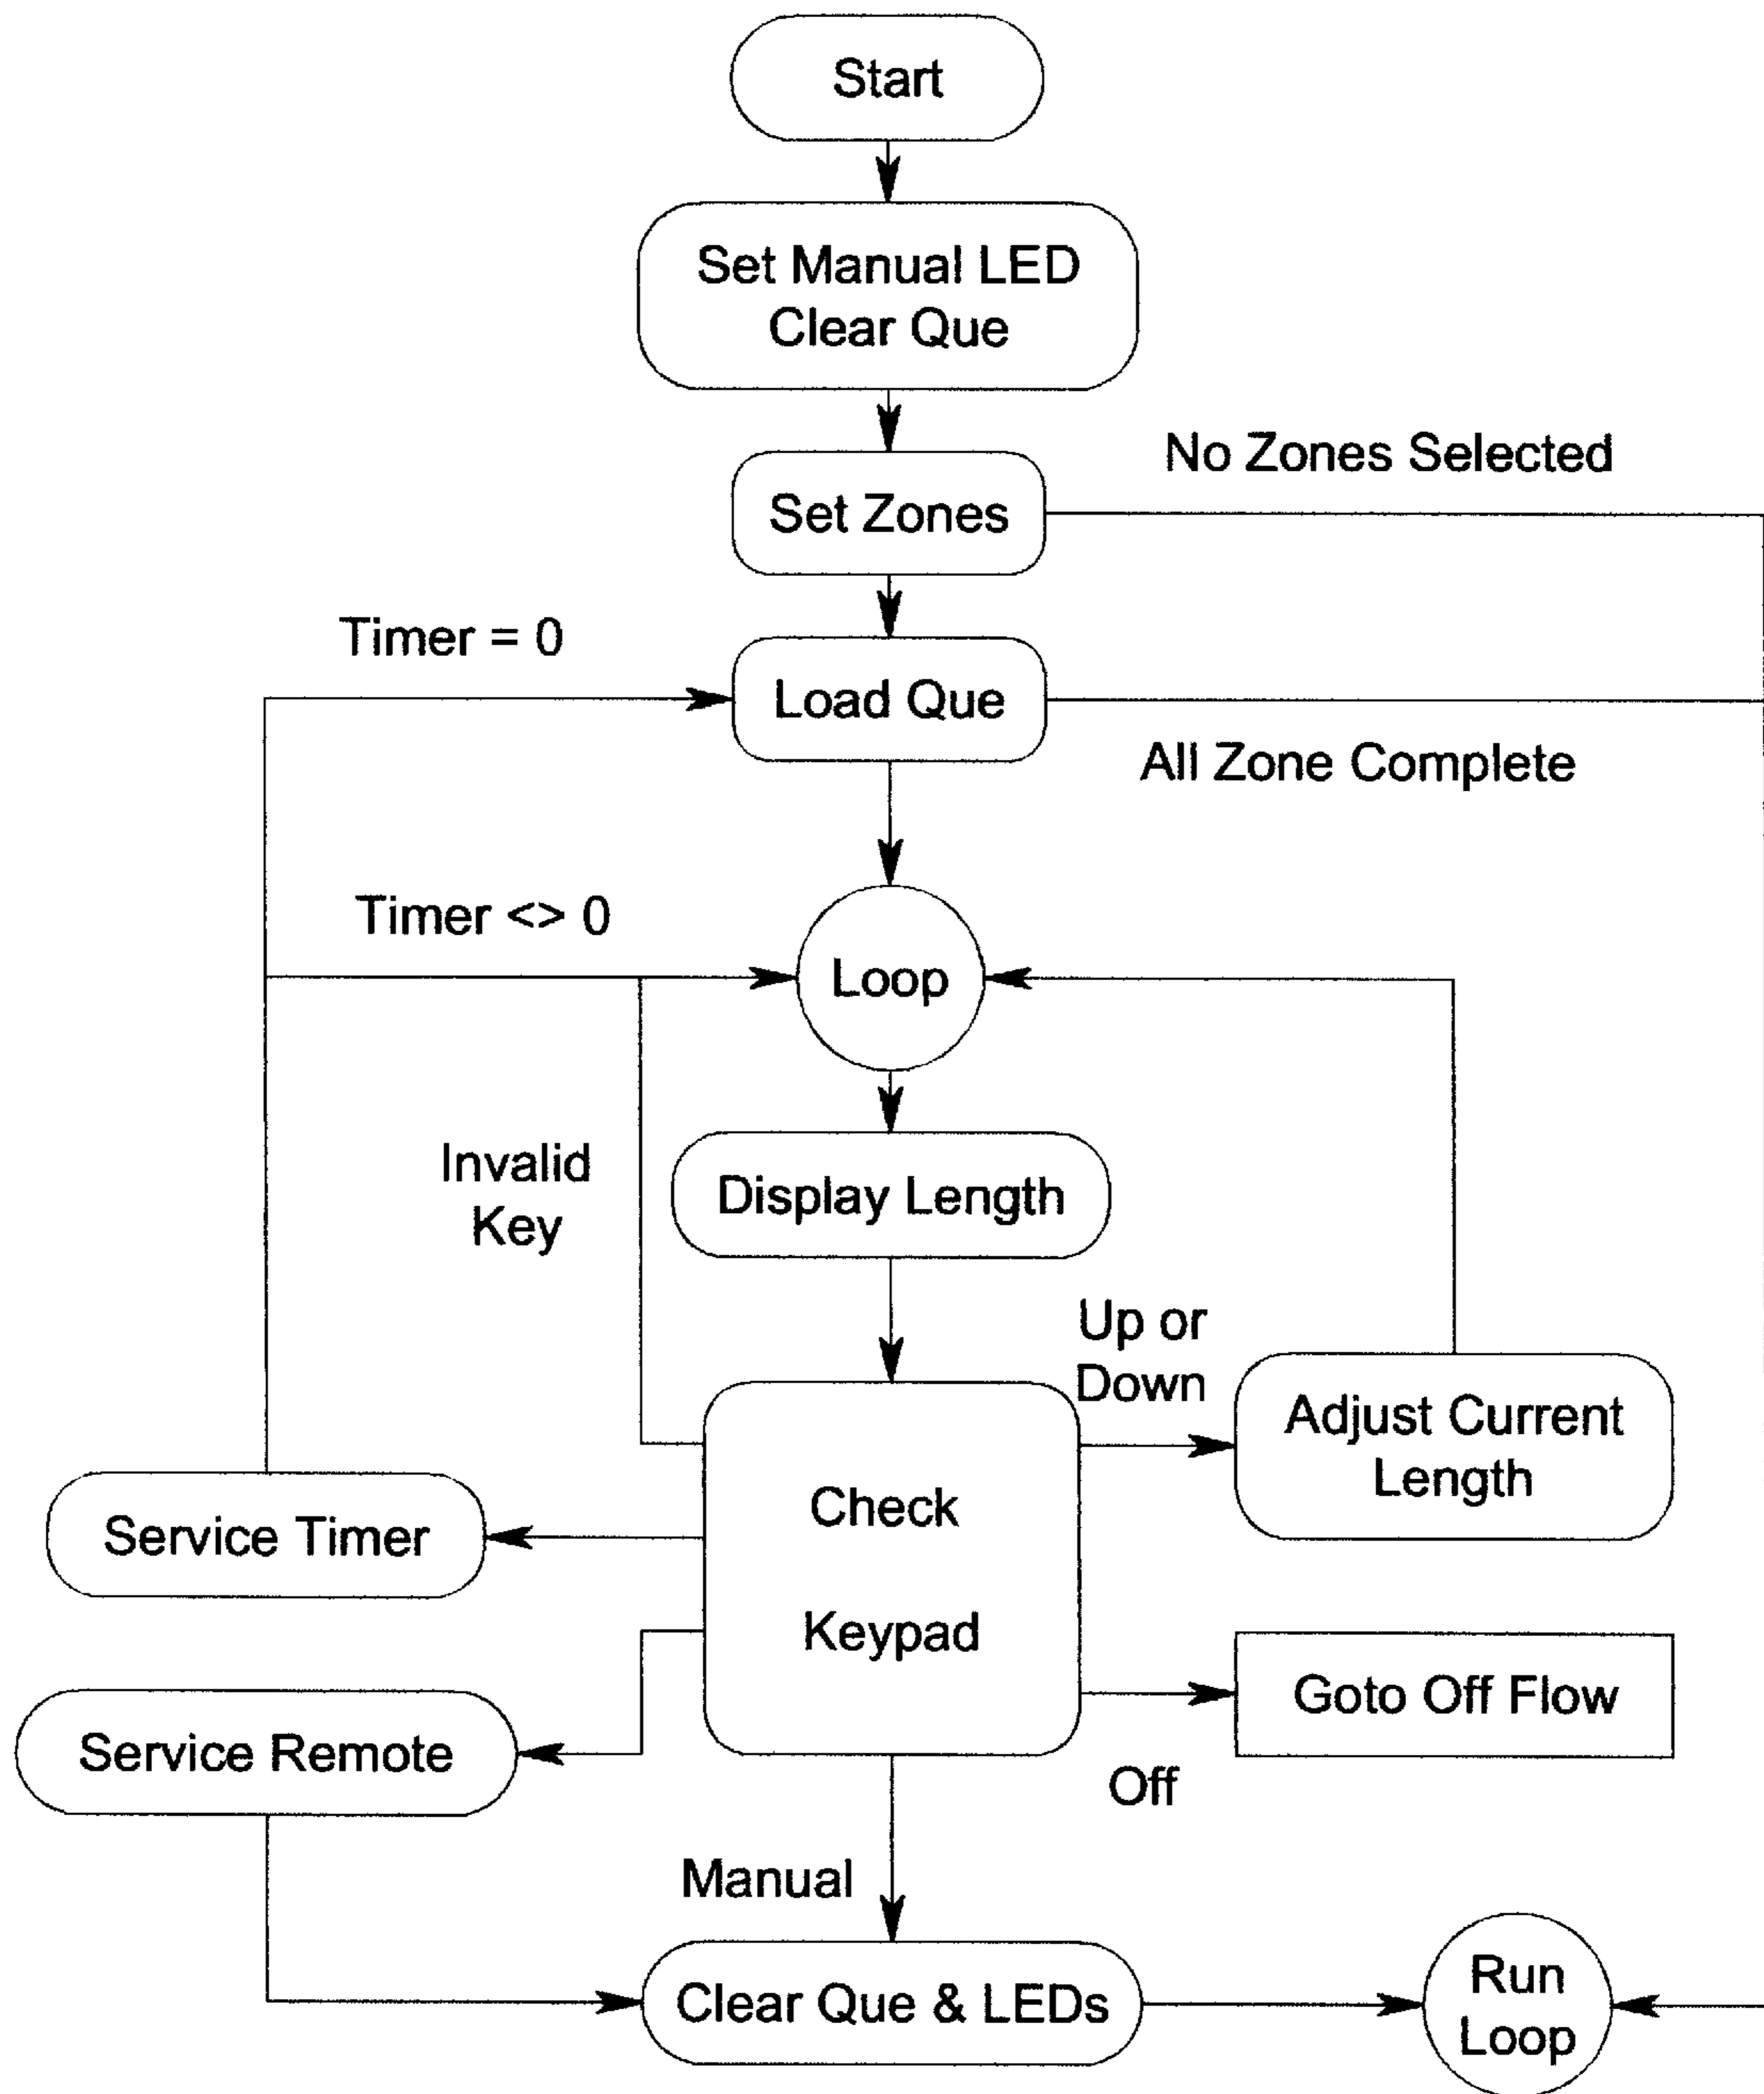 Start
Set Manual LED
Clear Que
No Zones Selected
Set Zones
Timer = 0
Load Que
All Zone Complete
Timer <> 0
Loop
Invalid
Key
Display Length
Up or
Down
Adjust Current
Length
Check
Keypad
Service Timer
Goto Off Flow
Service Remote
Off
Manual
Clear Que & LEDs
Run
Loop